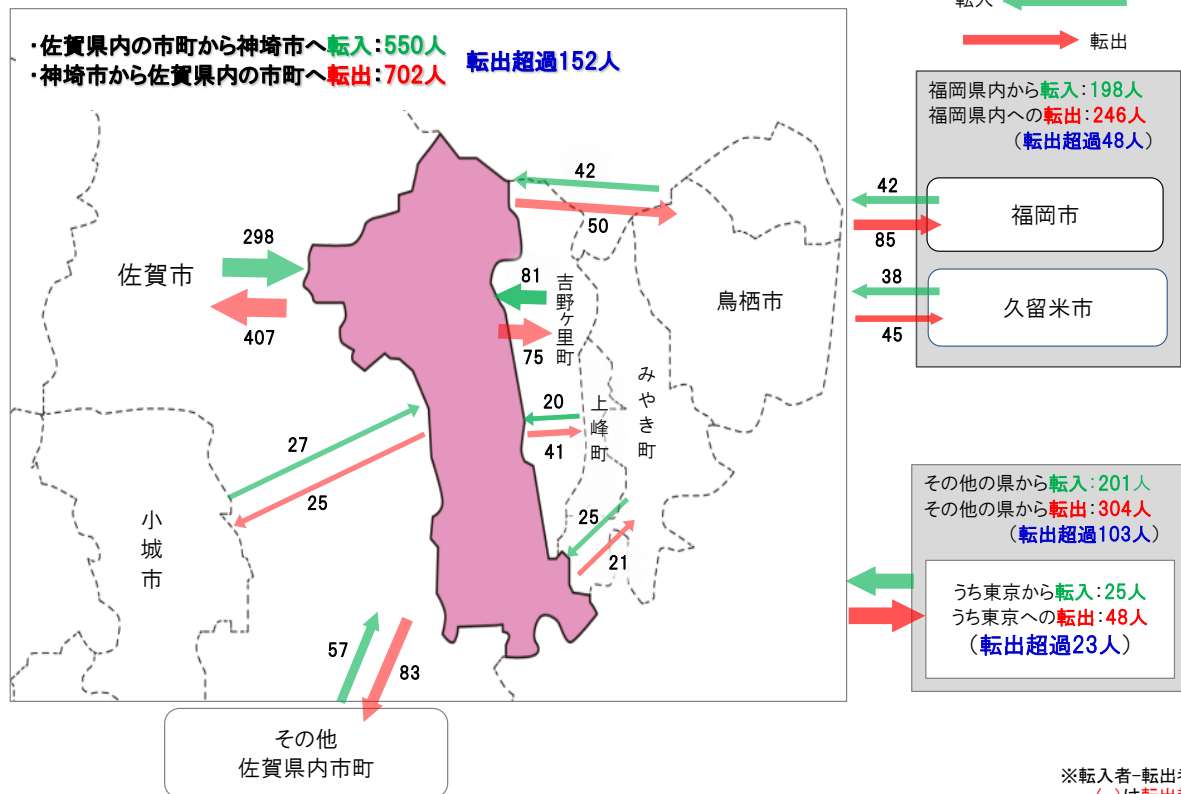 転入
転出
・佐賀県内の市町から神埼市へ転入：550人
・神埼市から佐賀県内の市町へ転出：702人
転出超過152人
福岡県内から転入：198人
福岡県内への転出：246人
（転出超過48人）
42
福岡市
85
38
久留米市
45
42
50
298
佐賀市
407
81
吉野ヶ里町
75
鳥栖市
みやき町
20
上峰町
41
27
25
小城市
25
21
57
83
その他
佐賀県内市町
その他の県から転入：201人
その他の県から転出：304人
（転出超過103人）
うち東京から転入：25人
うち東京への転出：48人
（転出超過23人）
※転入者-転出
（-）は転出